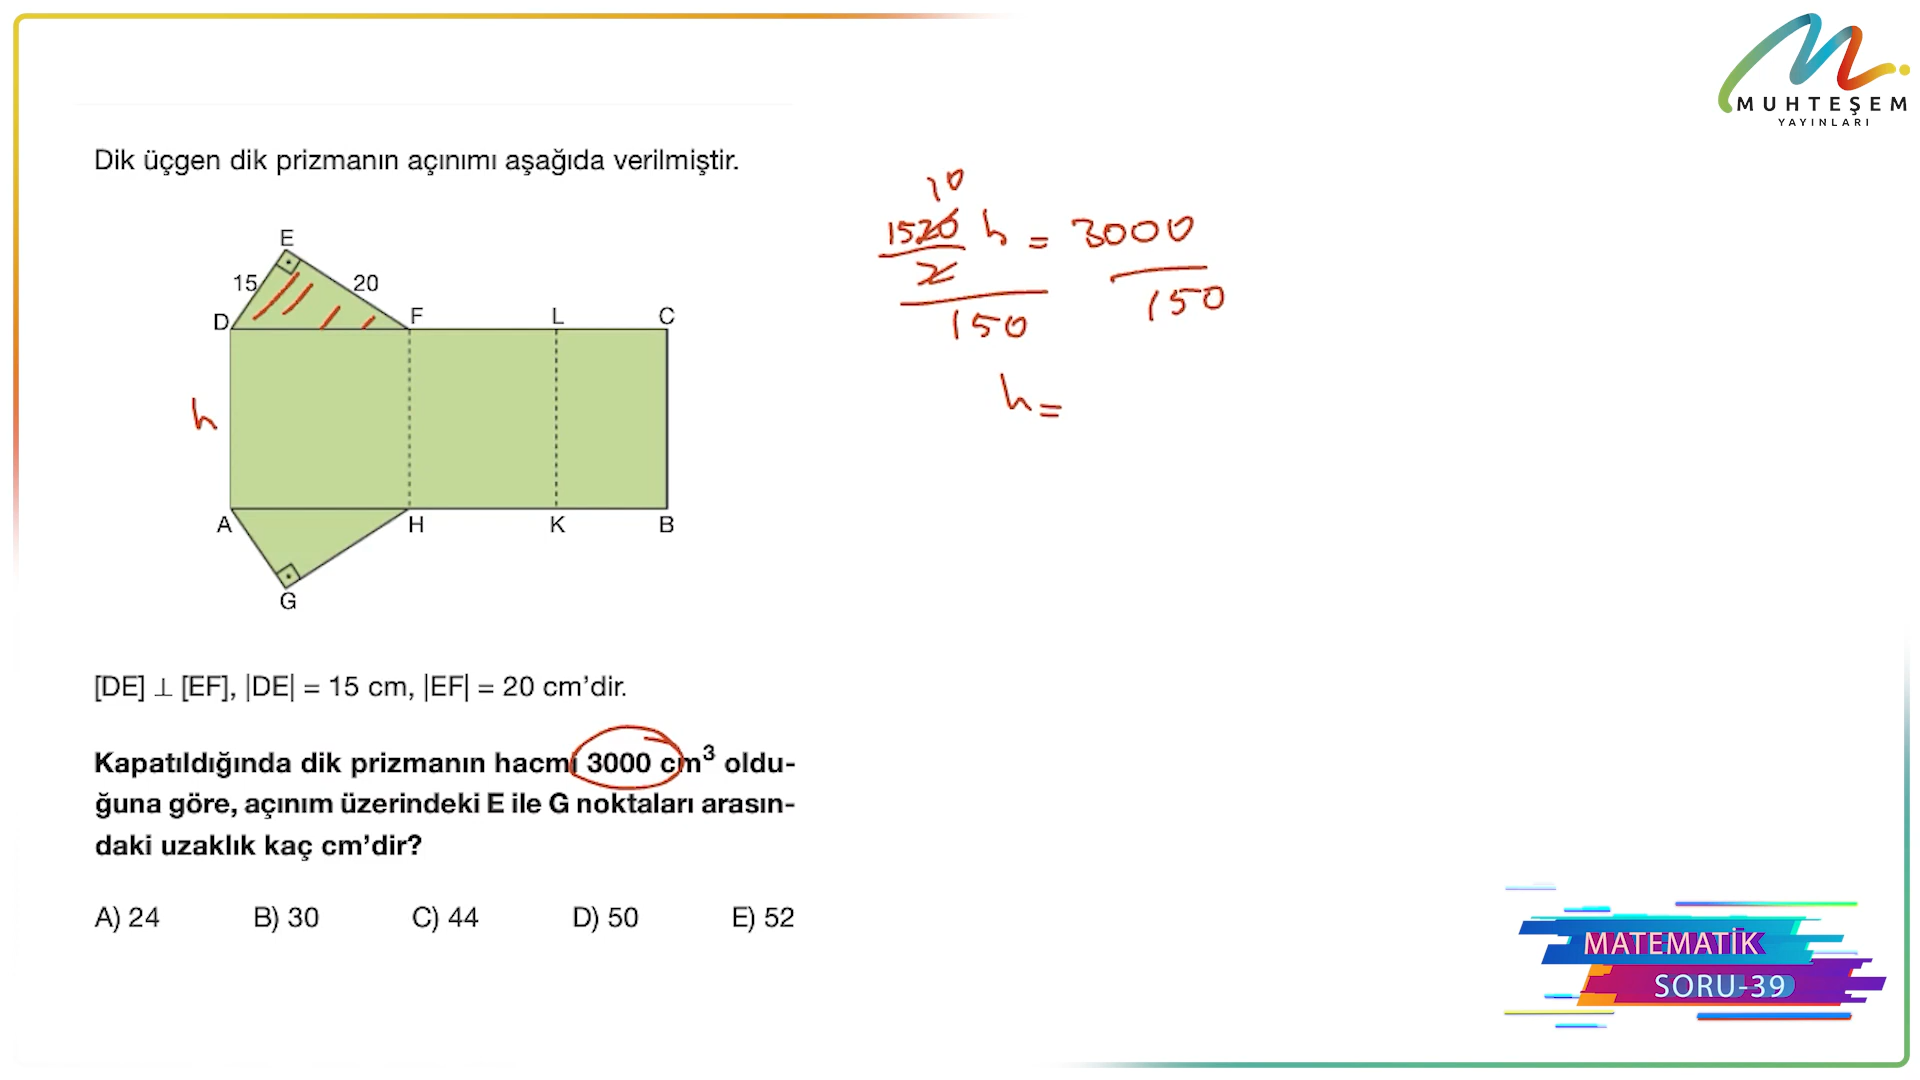 MUHTEŞEM
YAYINLARI
Dik üçgen dik prizmanın açınımı aşağıda verilmiştir.
E
15
20
D
F
L
C
h
A
H
K
B
G
10
1520 h = 3000
2
150
150
h =
[DE] ⊥ [EF], |DE| = 15 cm, |EF| = 20 cm’dir.
Kapatıldığında dik prizmanın hacmi 3000 cm³ oldu-
ğuna göre, açınım üzerindeki E ile G noktaları arasın-
daki uzaklık kaç cm’dir?
A) 24 B) 30 C) 44 D) 50 E) 52
MATEMATİK
SORU-39